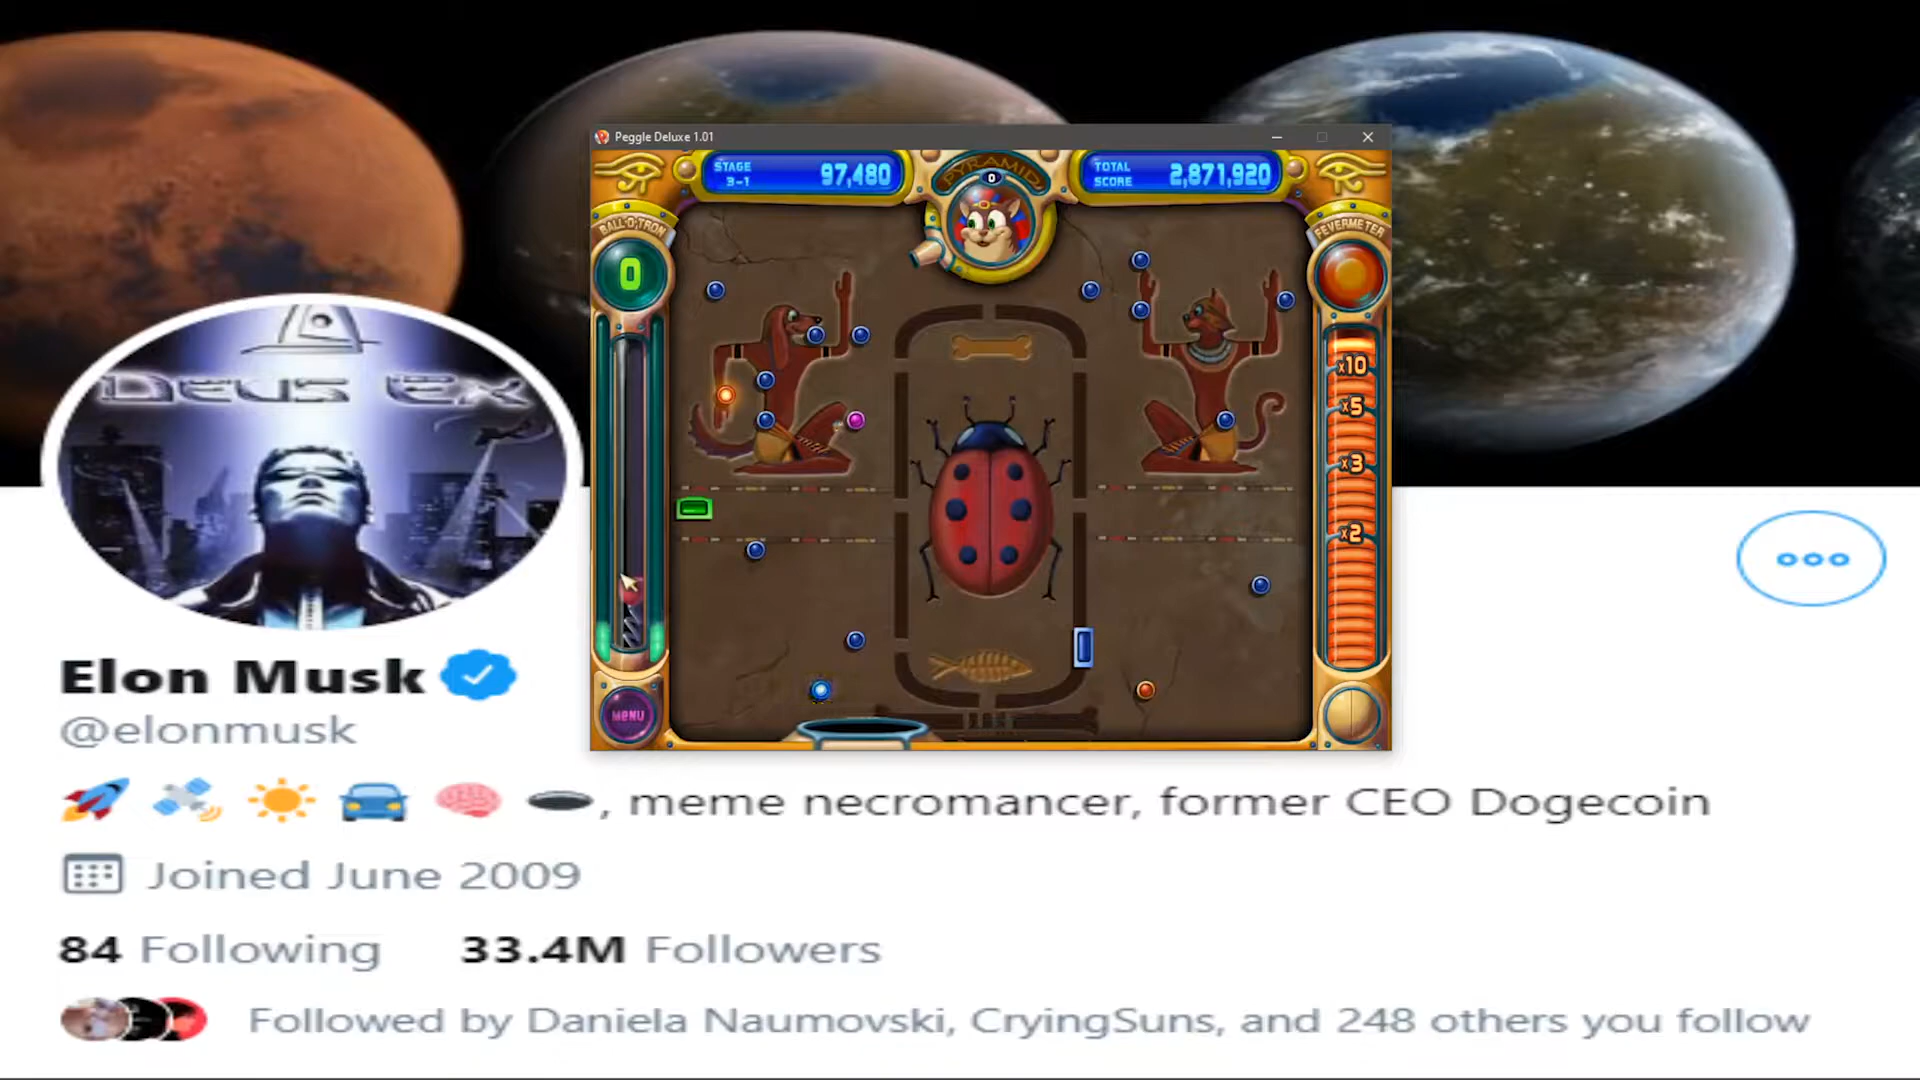 Peggle Deluxe 1.01
STAGE
3-1
97,480
PYRAMID
0
TOTAL
SCORE
2,871,920
BALL-O-TRON
FEVERMETER
0
x10
x5
x3
x2
MENU
DEUS EX
Elon Musk
@elonmusk
, meme necromancer, former CEO Dogecoin
Joined June 2009
84 Following 33.4M Followers
Followed by Daniela Naumovski, CryingSuns, and 248 others you follow